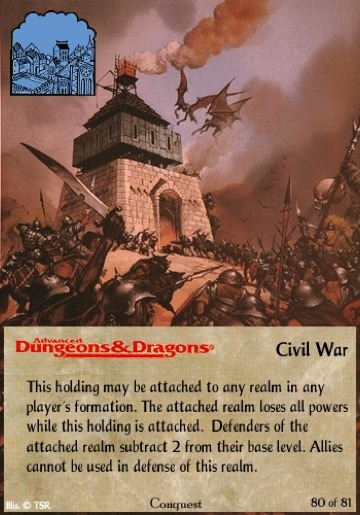 Advanced
Dungeons&Dragons®
Civil War
This holding may be attached to any realm in any
player's formation. The attached realm loses all powers
while this holding is attached. Defenders of the
attached realm subtract 2 from their base level. Allies
cannot be used in defense of this realm.
Illus. © TSR
Conquest
80 of 81